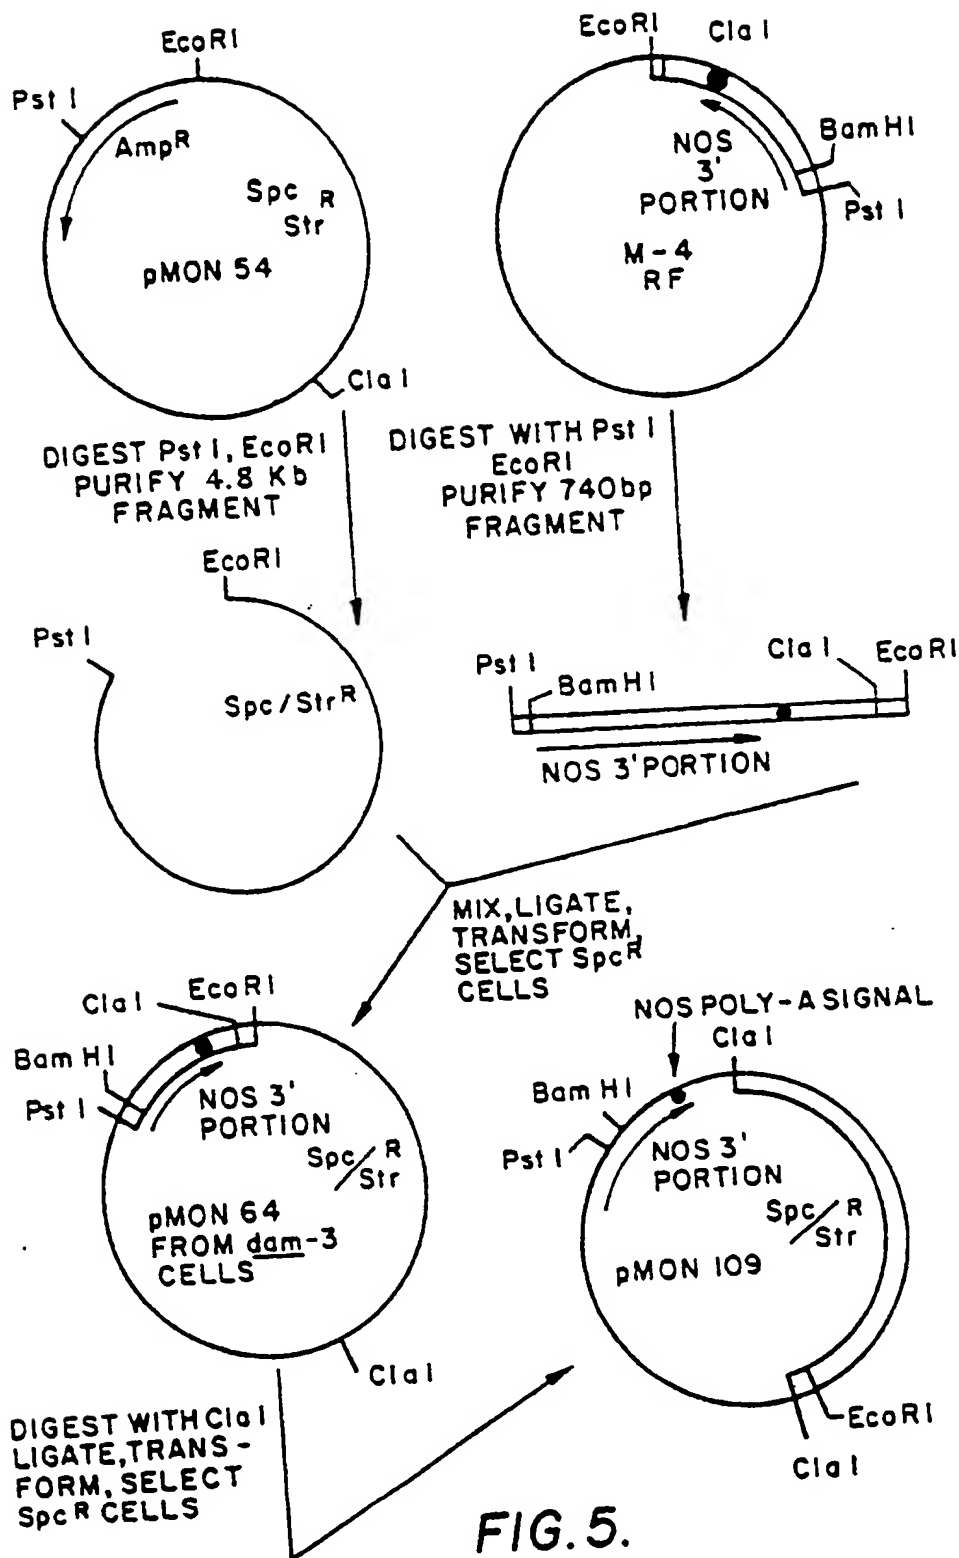 EcoRI
Pst I
AmpR
Spc R
Str
pMON 54
Cla I
EcoRI
Cla I
BamHI
Pst I
NOS
3'
PORTION
M-4
RF
DIGEST Pst I, EcoRI
PURIFY 4.8 Kb
FRAGMENT
DIGEST WITH Pst I
EcoRI
PURIFY 740bp
FRAGMENT
EcoRI
Pst I
Spc/StrR
Pst I
BamHI
Cla I
EcoRI
NOS 3' PORTION
MIX, LIGATE,
TRANSFORM,
SELECT SpcR
CELLS
Cla I
EcoRI
Bam HI
Pst I
NOS 3'
PORTION
Spc/R
Str
pMON 64
FROM dam-3
CELLS
Cla I
NOS POLY-A SIGNAL
Cla I
Bam HI
Pst I
NOS 3'
PORTION
Spc/R
Str
pMON 109
EcoRI
Cla I
DIGEST WITH Cla I
LIGATE, TRANS-
FORM, SELECT
SpcR CELLS
FIG. 5.